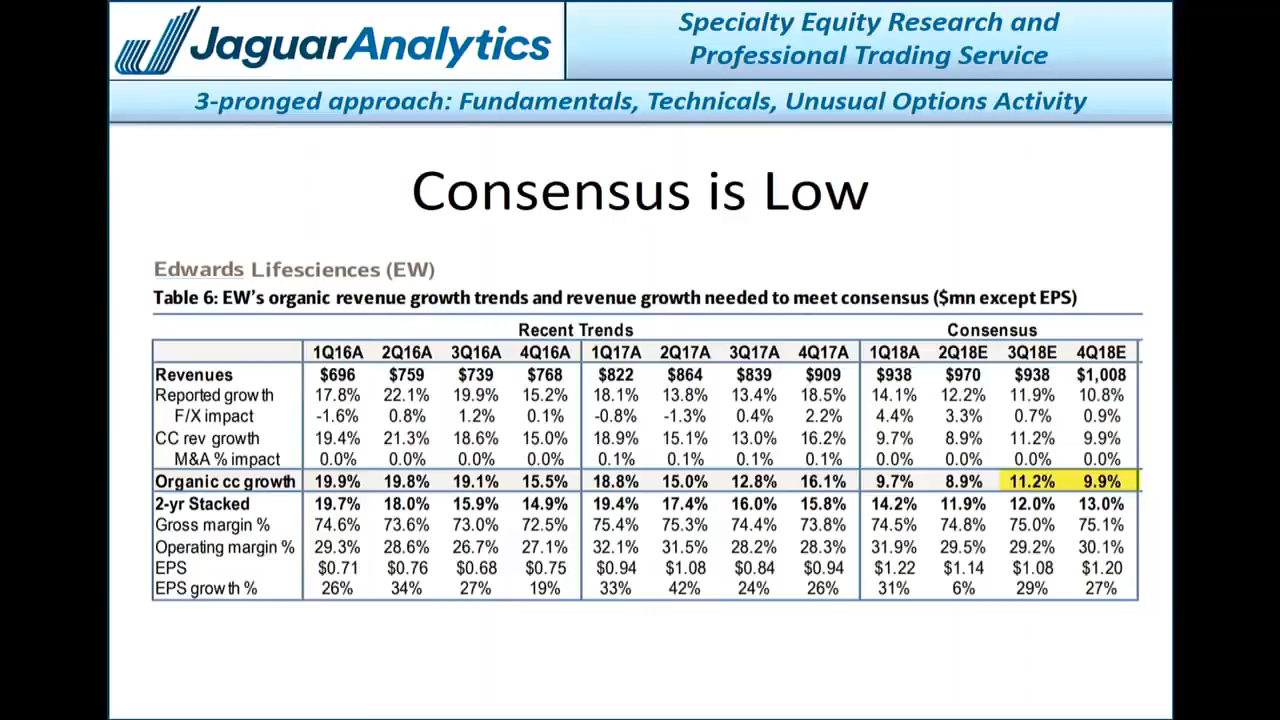 JaguarAnalytics
Specialty Equity Research and
Professional Trading Service
3-pronged approach: Fundamentals, Technicals, Unusual Options Activity
Consensus is Low
Edwards Lifesciences (EW)
Table 6: EW's organic revenue growth trends and revenue growth needed to meet consensus ($mn except EPS)
Recent Trends Consensus
1Q16A 2Q16A 3Q16A 4Q16A 1Q17A 2Q17A 3Q17A 4Q17A 1Q18A 2Q18E 3Q18E 4Q18E
Revenues $696 $759 $739 $768 $822 $864 $839 $909 $938 $970 $938 $1,008
Reported growth 17.8% 22.1% 19.9% 15.2% 18.1% 13.8% 13.4% 18.5% 14.1% 12.2% 11.9% 10.8%
F/X impact -1.6% 0.8% 1.2% 0.1% -0.8% -1.3% 0.4% 2.2% 4.4% 3.3% 0.7% 0.9%
CC rev growth 19.4% 21.3% 18.6% 15.0% 18.9% 15.1% 13.0% 16.2% 9.7% 8.9% 11.2% 9.9%
M&A % impact 0.0% 0.0% 0.0% 0.0% 0.1% 0.1% 0.1% 0.1% 0.0% 0.0% 0.0% 0.0%
Organic cc growth 19.9% 19.8% 19.1% 15.5% 18.8% 15.0% 12.8% 16.1% 9.7% 8.9% 11.2% 9.9%
2-yr Stacked 19.7% 18.0% 15.9% 14.9% 19.4% 17.4% 16.0% 15.8% 14.2% 11.9% 12.0% 13.0%
Gross margin % 74.6% 73.6% 73.0% 72.5% 75.4% 75.3% 74.4% 73.8% 74.5% 74.8% 75.0% 75.1%
Operating margin % 29.3% 28.6% 26.7% 27.1% 32.1% 31.5% 28.2% 28.3% 31.9% 29.5% 29.2% 30.1%
EPS $0.71 $0.76 $0.68 $0.75 $0.94 $1.08 $0.84 $0.94 $1.22 $1.14 $1.08 $1.20
EPS growth % 26% 34% 27% 19% 33% 42% 24% 26% 31% 6% 29% 27%